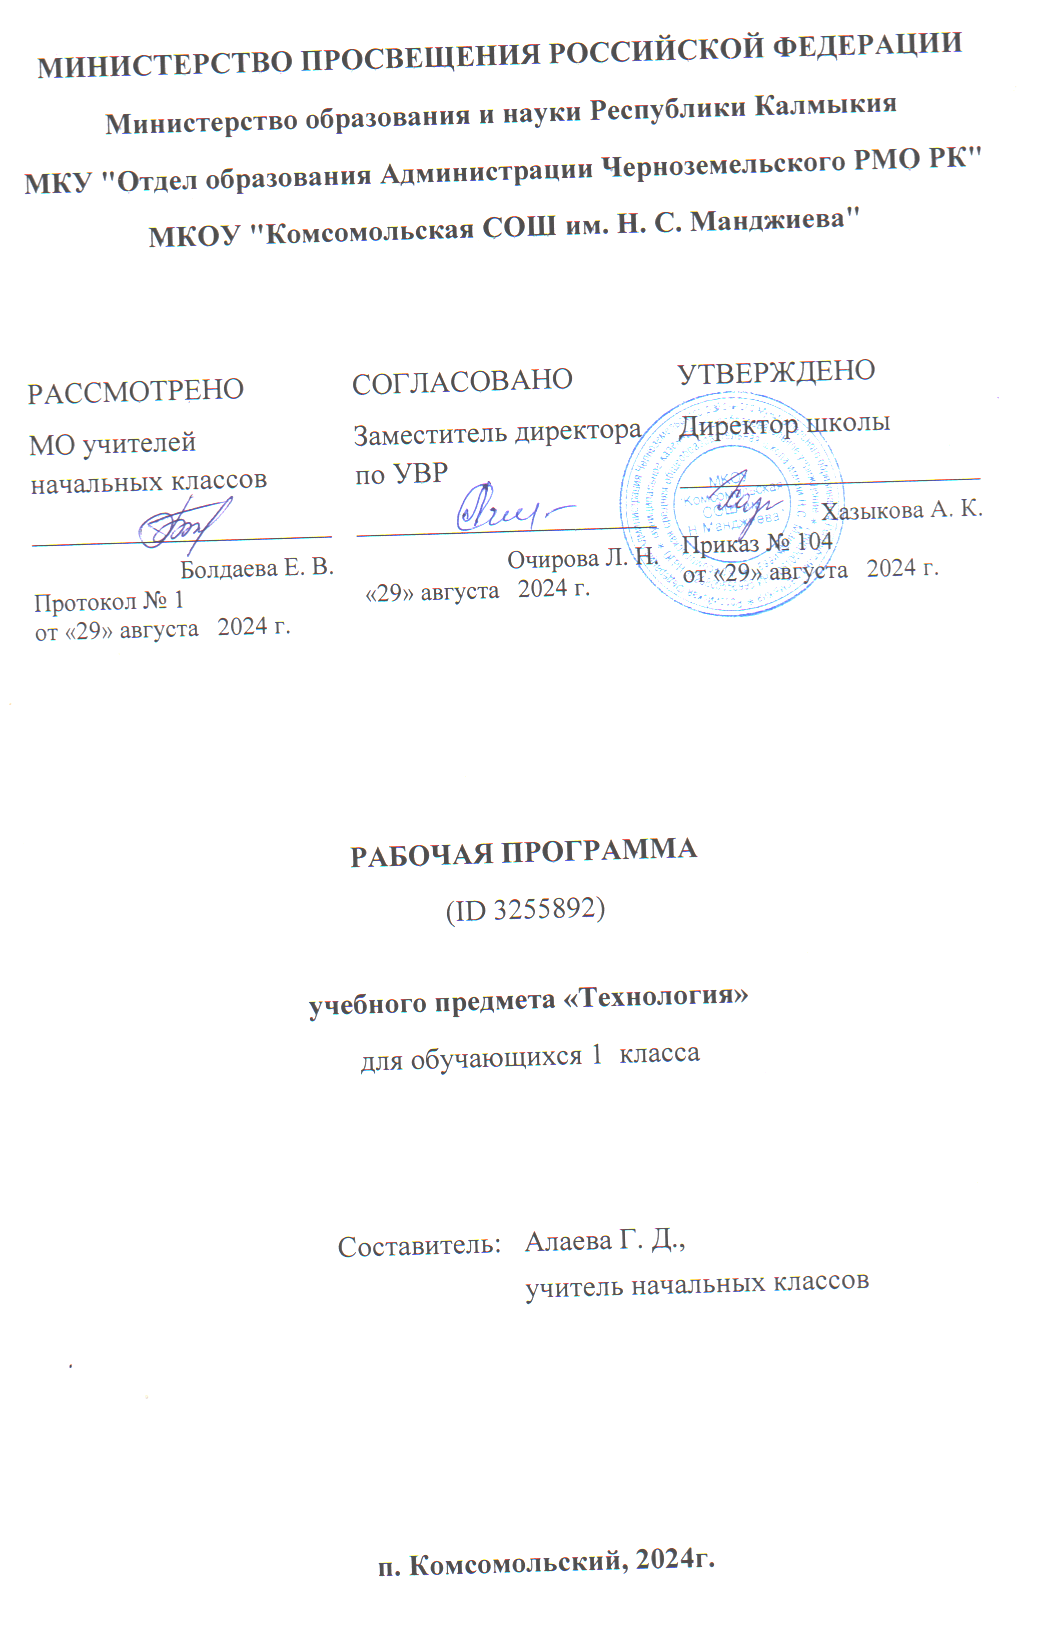 МИНИСТЕРСТВО ПРОСВЕЩЕНИЯ РОССИЙСКОЙ ФЕДЕРАЦИИ
Министерство образования и науки Республики Калмыкия
МКУ "Отдел образования Администрации Черноземельского РМО РК"
МКОУ "Комсомольская СОШ им. Н. С. Манджиева"
РАССМОТРЕНО
МО учителей
начальных классов
Болдаева Е. В.
Протокол № 1
от «29» августа 2024 г.
СОГЛАСОВАНО
Заместитель директора
по УВР
Очирова Л. Н.
«29» августа 2024 г.
УТВЕРЖДЕНО
Директор школы
Хазыкова А. К.
Приказ № 104
от «29» августа 2024 г.
РАБОЧАЯ ПРОГРАММА
(ID 3255892)
учебного предмета «Технология»
для обучающихся 1 класса
Составитель: Алаева Г. Д.,
учитель начальных классов
п. Комсомольский, 2024г.